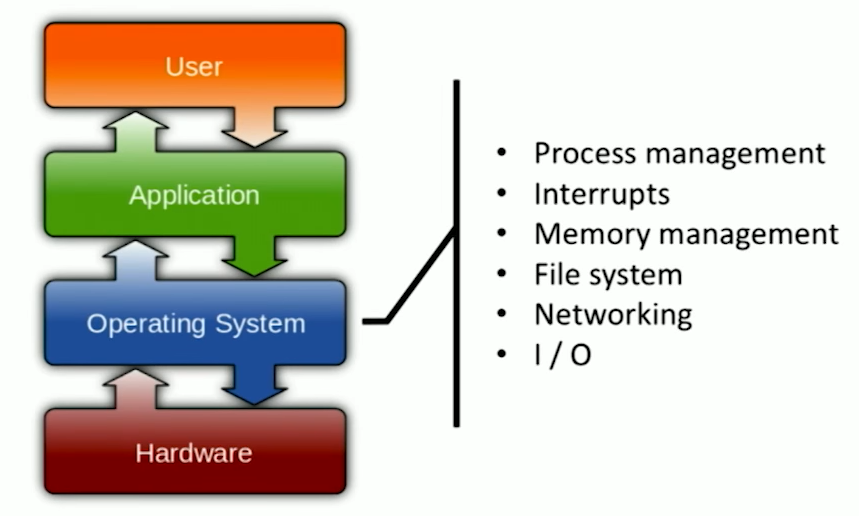 User
Application
Operating System
Hardware
• Process management
• Interrupts
• Memory management
• File system
• Networking
• I / O